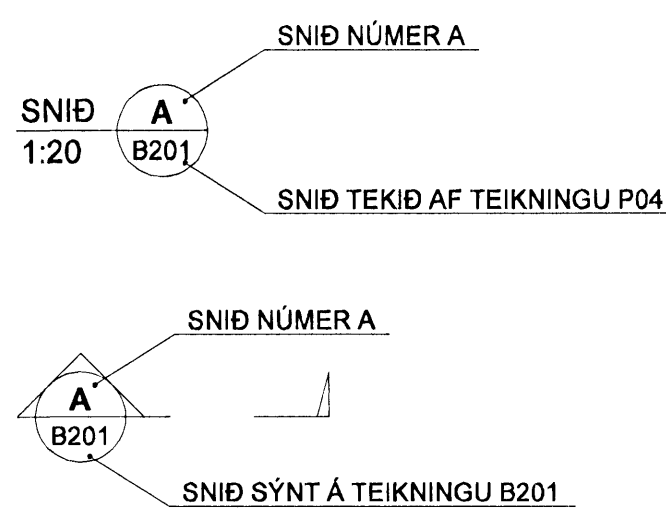 SNIÐ NÚMER A
SNIÐ A
1:20 B201
SNIÐ TEKIÐ AF TEIKNINGU P04
SNIÐ NÚMER A
A
B201
SNIÐ SÝNT Á TEIKNINGU B201